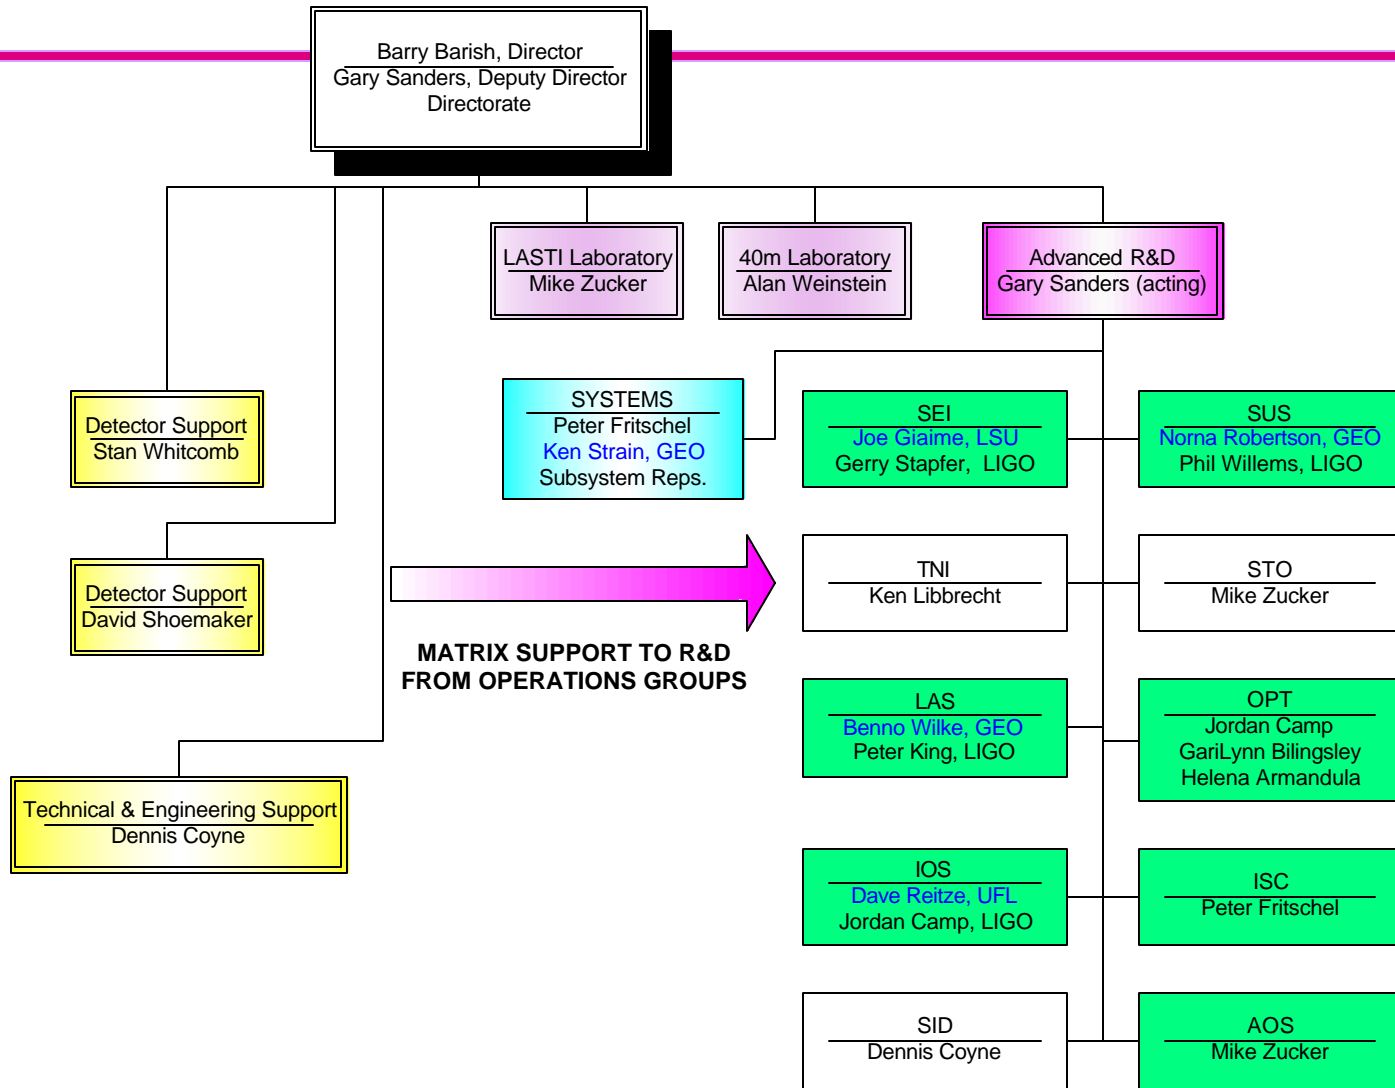 Barry Barish, Director
Gary Sanders, Deputy Director
Directorate
LASTI Laboratory
Mike Zucker
40m Laboratory
Alan Weinstein
Advanced R&D
Gary Sanders (acting)
Detector Support
Stan Whitcomb
SYSTEMS
Peter Fritschel
Ken Strain, GEO
Subsystem Reps.
SEI
Joe Giaime, LSU
Gerry Stapfer, LIGO
SUS
Norna Robertson, GEO
Phil Willems, LIGO
Detector Support
David Shoemaker
MATRIX SUPPORT TO R&D
FROM OPERATIONS GROUPS
TNI
Ken Libbrecht
STO
Mike Zucker
LAS
Benno Wilke, GEO
Peter King, LIGO
OPT
Jordan Camp
GariLynn Bilingsley
Helena Armandula
Technical & Engineering Support
Dennis Coyne
IOS
Dave Reitze, UFL
Jordan Camp, LIGO
ISC
Peter Fritschel
SID
Dennis Coyne
AOS
Mike Zucker